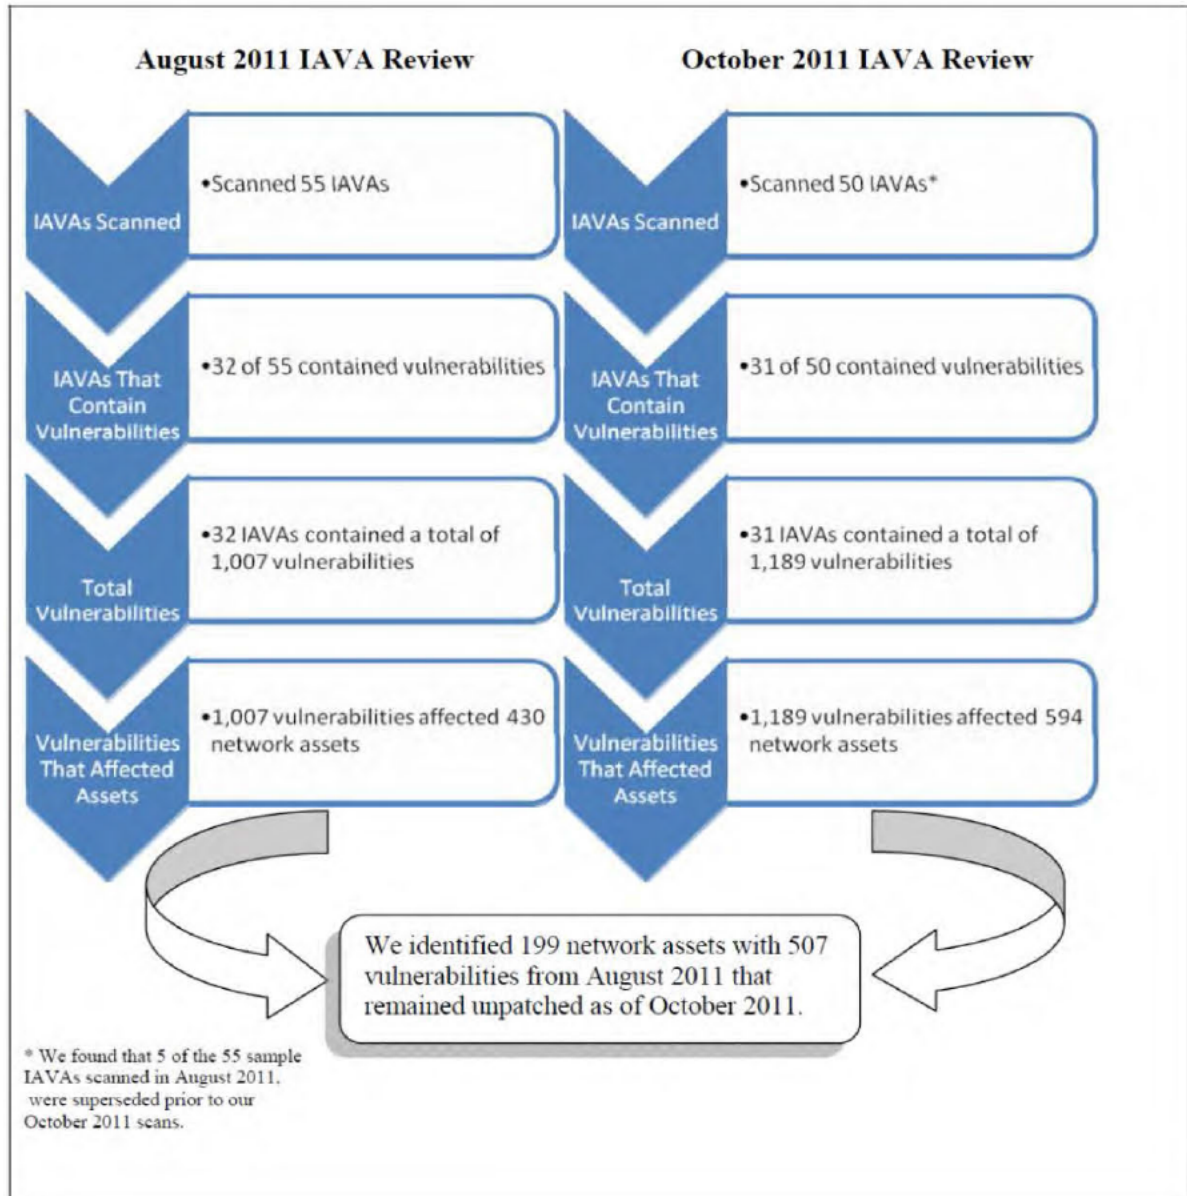 August 2011 IAVA Review
IAVAs Scanned
•Scanned 55 IAVAs
IAVAs That
Contain
Vulnerabilities
•32 of 55 contained vulnerabilities
Total
Vulnerabilities
•32 IAVAs contained a total of
1,007 vulnerabilities
Vulnerabilities
That Affected
Assets
•1,007 vulnerabilities affected 430
network assets
October 2011 IAVA Review
IAVAs Scanned
•Scanned 50 IAVAs*
IAVAs That
Contain
Vulnerabilities
•31 of 50 contained vulnerabilities
Total
Vulnerabilities
•31 IAVAs contained a total of
1,189 vulnerabilities
Vulnerabilities
That Affected
Assets
•1,189 vulnerabilities affected 594
network assets
We identified 199 network assets with 507
vulnerabilities from August 2011 that
remained unpatched as of October 2011.
* We found that 5 of the 55 sample
IAVAs scanned in August 2011,
were superseded prior to our
October 2011 scans.